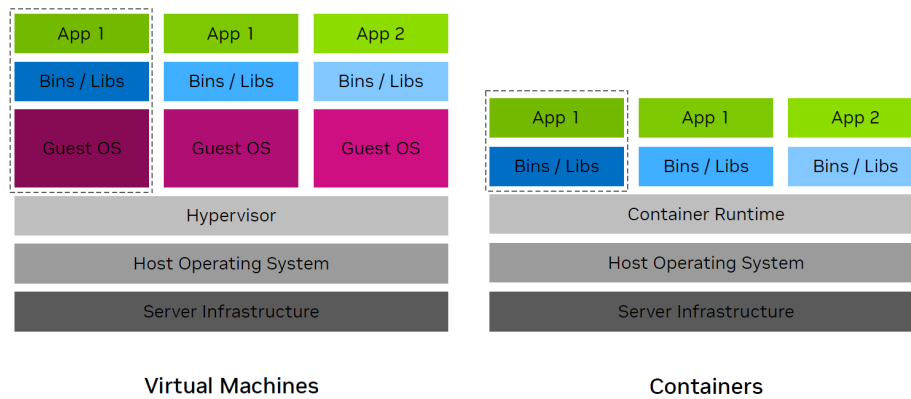 App 1
App 1
App 2
Bins / Libs
Bins / Libs
Bins / Libs
Guest OS
Guest OS
Guest OS
Hypervisor
Host Operating System
Server Infrastructure
Virtual Machines
App 1
App 1
App 2
Bins / Libs
Bins / Libs
Bins / Libs
Container Runtime
Host Operating System
Server Infrastructure
Containers